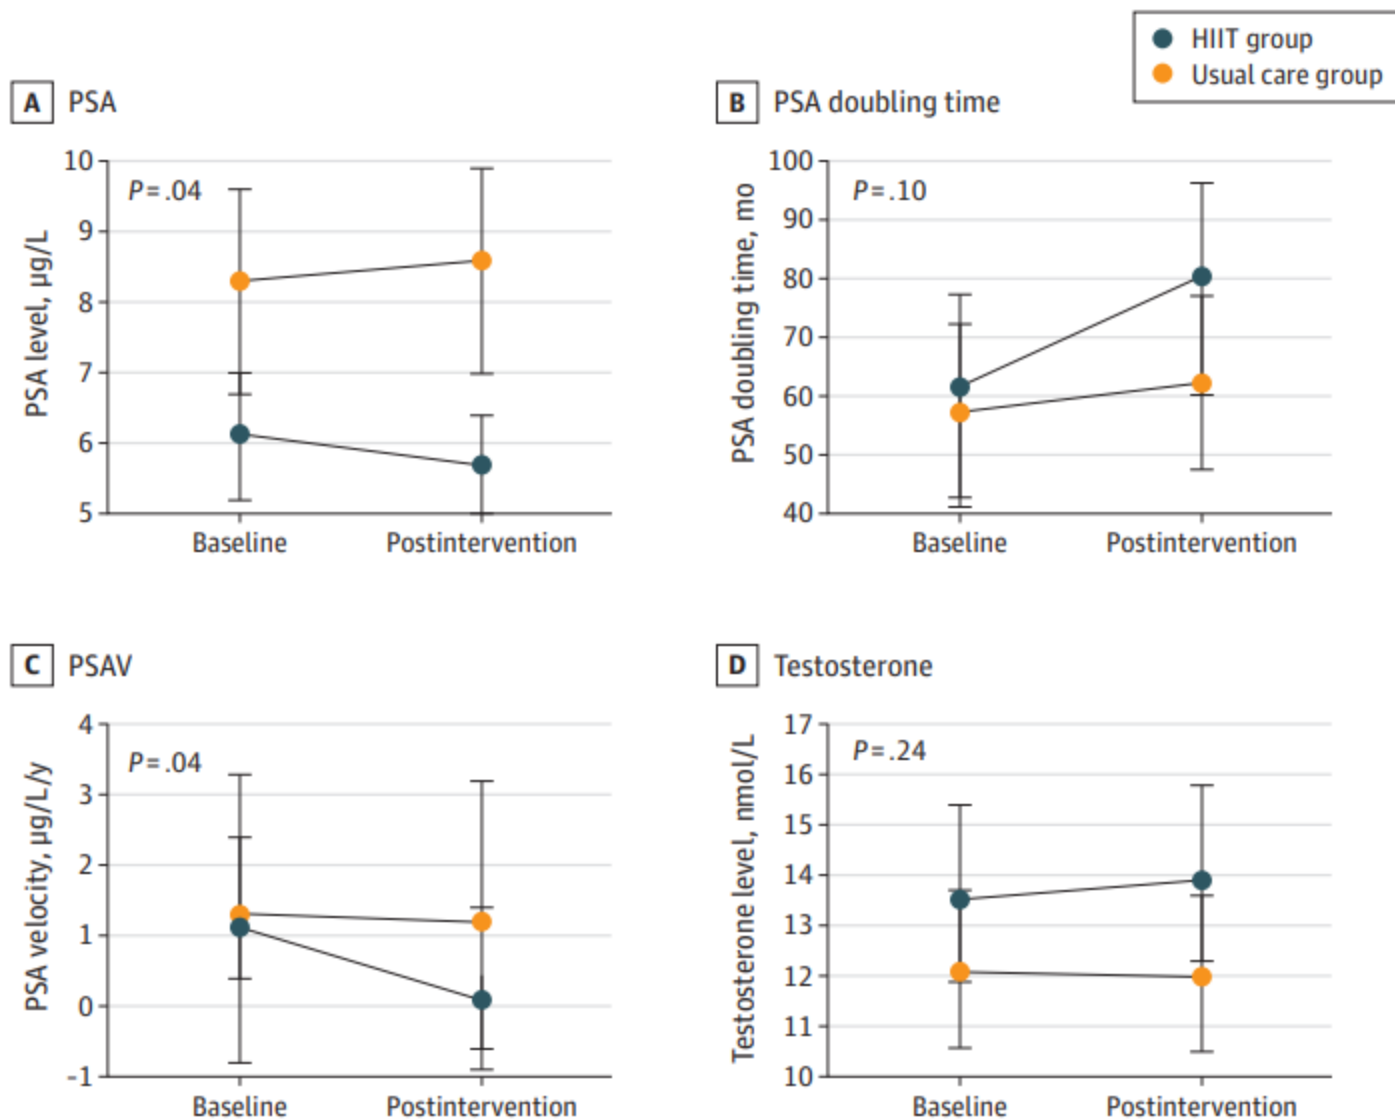 HIIT group
Usual care group
A PSA
P = .04
PSA level, µg/L
10
9
8
7
6
5
Baseline
Postintervention
B PSA doubling time
P = .10
PSA doubling time, mo
100
90
80
70
60
50
40
Baseline
Postintervention
C PSAV
P = .04
PSA velocity, µg/L/y
4
3
2
1
0
-1
Baseline
Postintervention
D Testosterone
P = .24
Testosterone level, nmol/L
17
16
15
14
13
12
11
10
Baseline
Postintervention